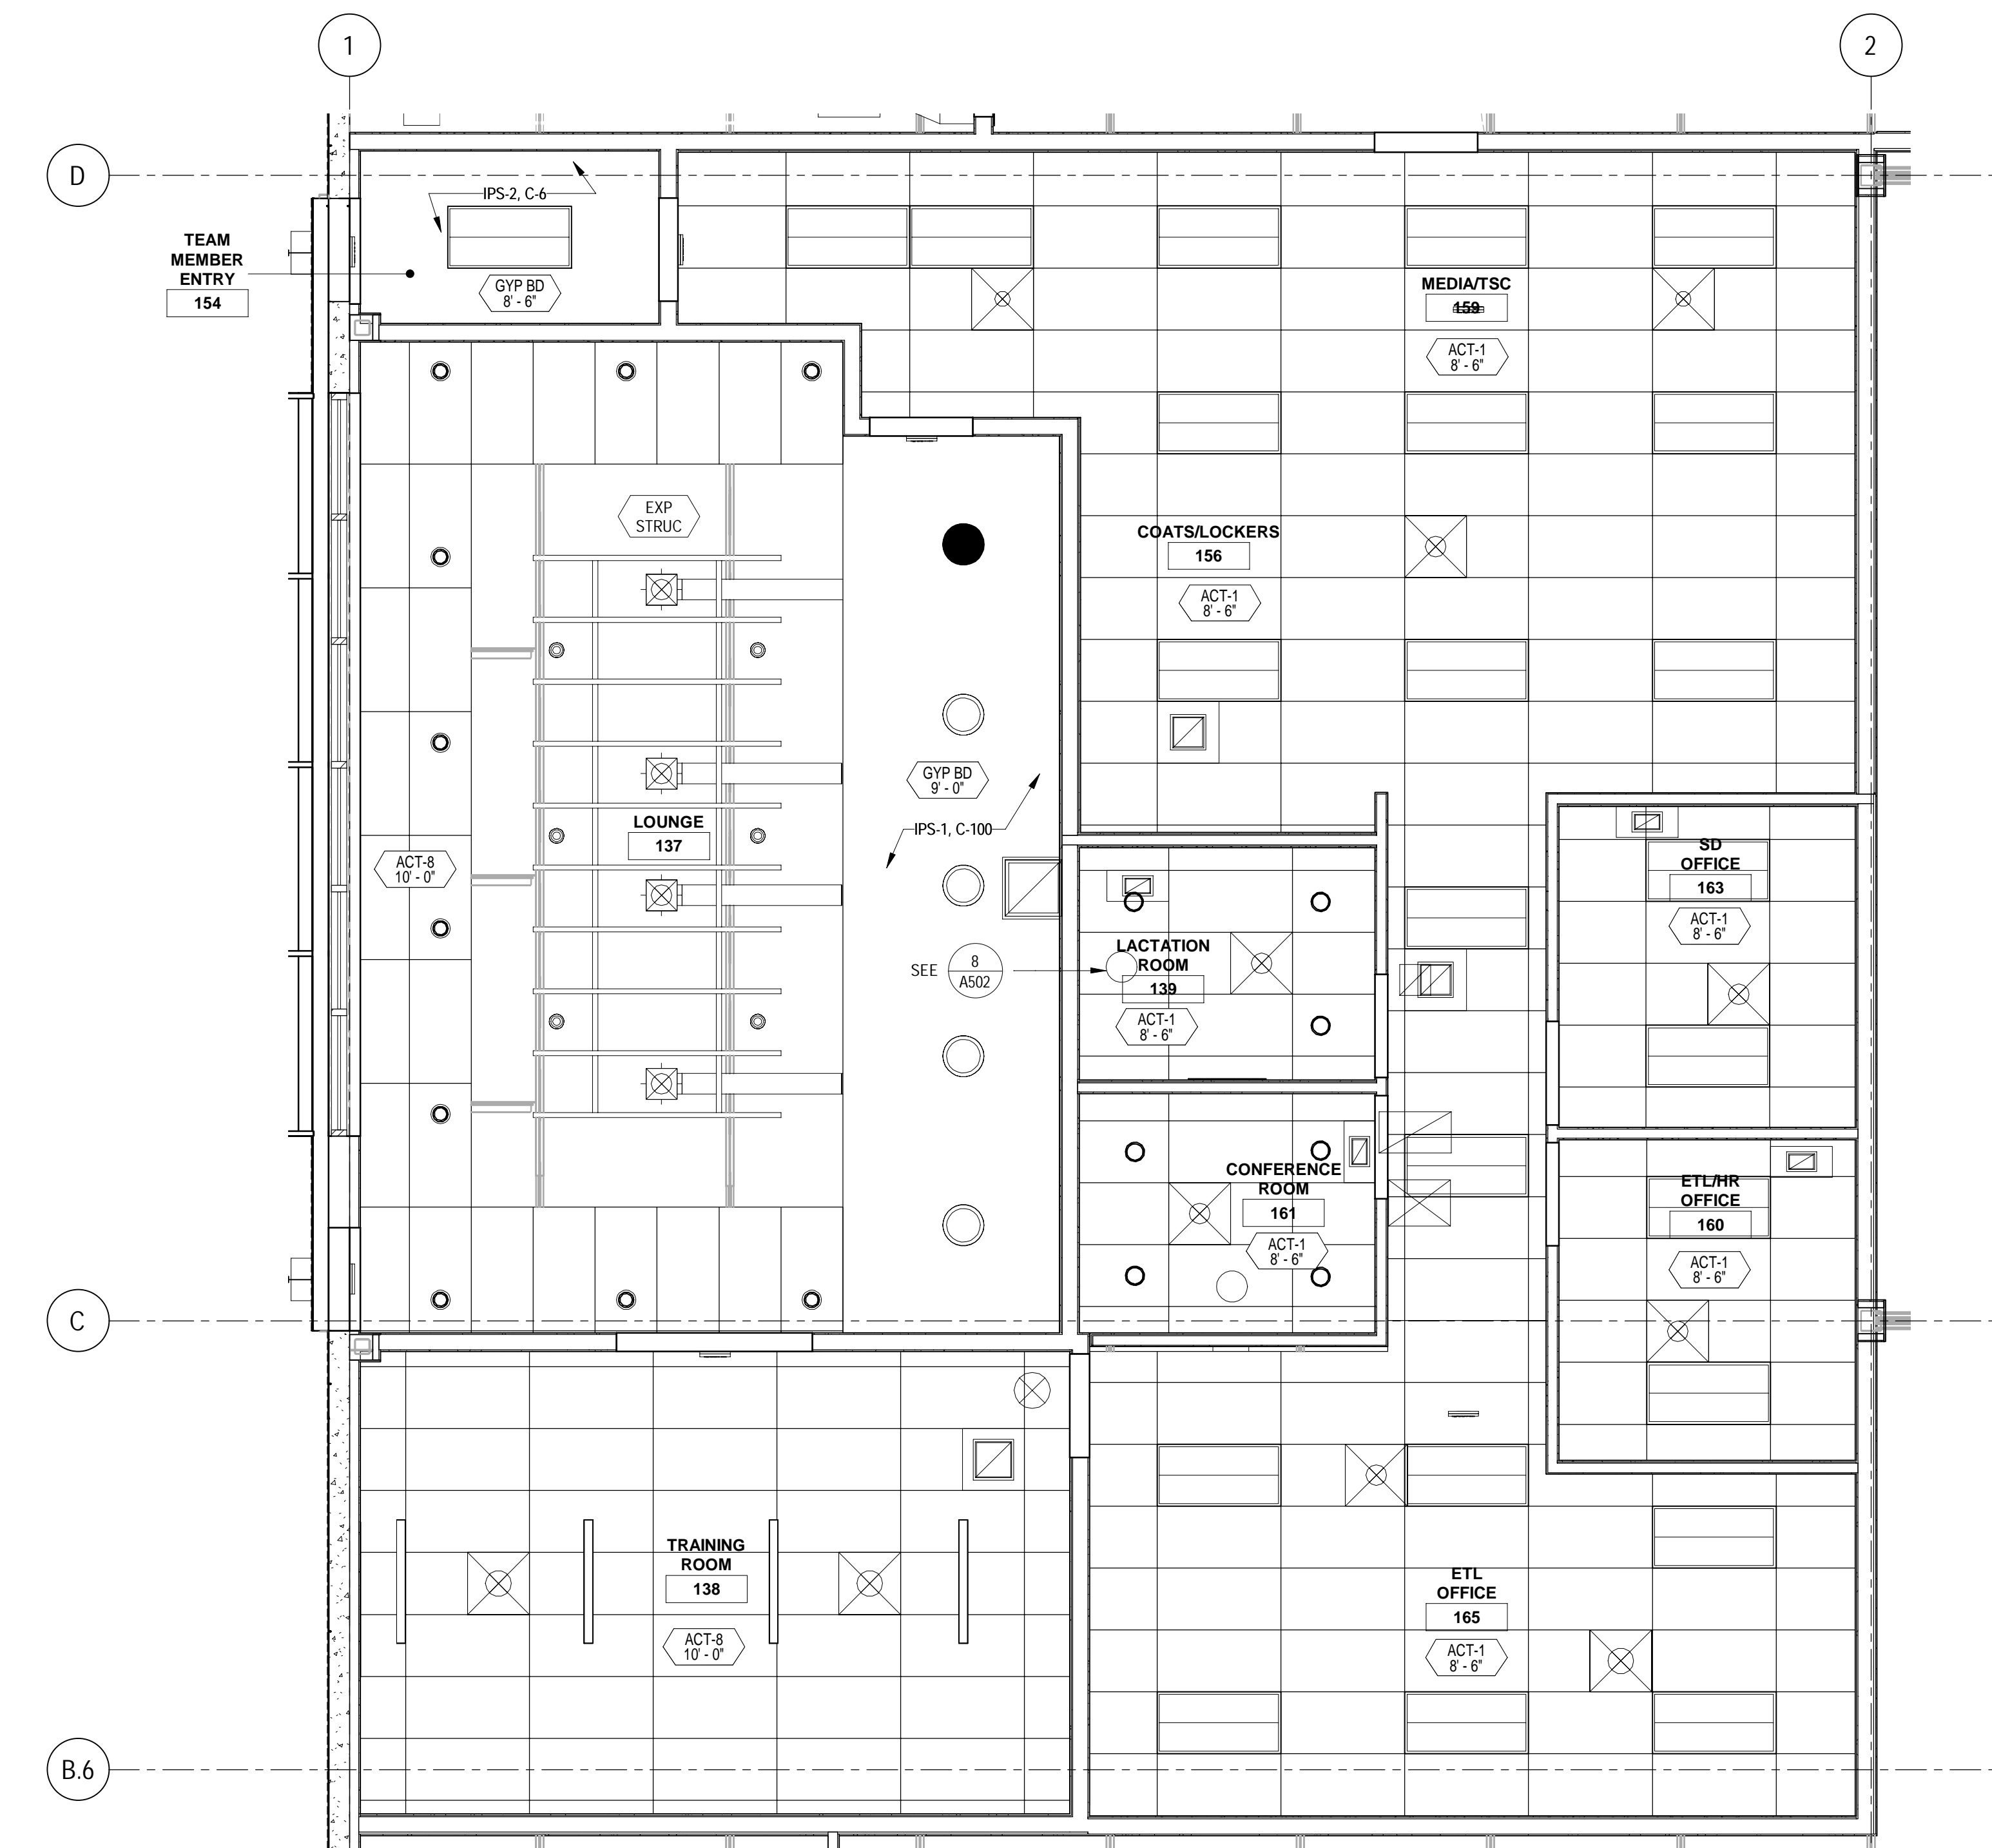 1
2
D
IPS-2, C-6
TEAM
MEMBER
ENTRY
154
GYP BD
8' - 6"
MEDIA/TSC
159
ACT-1
8' - 6"
EXP
STRUC
COATS/LOCKERS
156
ACT-1
8' - 6"
GYP BD
9' - 0"
IPS-1, C-100
LOUNGE
137
ACT-8
10' - 0"
SD
OFFICE
163
ACT-1
8' - 6"
LACTATION
ROOM
139
ACT-1
8' - 6"
SEE
8
A502
CONFERENCE
ROOM
161
ACT-1
8' - 6"
ETL/HR
OFFICE
160
ACT-1
8' - 6"
C
TRAINING
ROOM
138
ACT-8
10' - 0"
ETL
OFFICE
165
ACT-1
8' - 6"
B.6